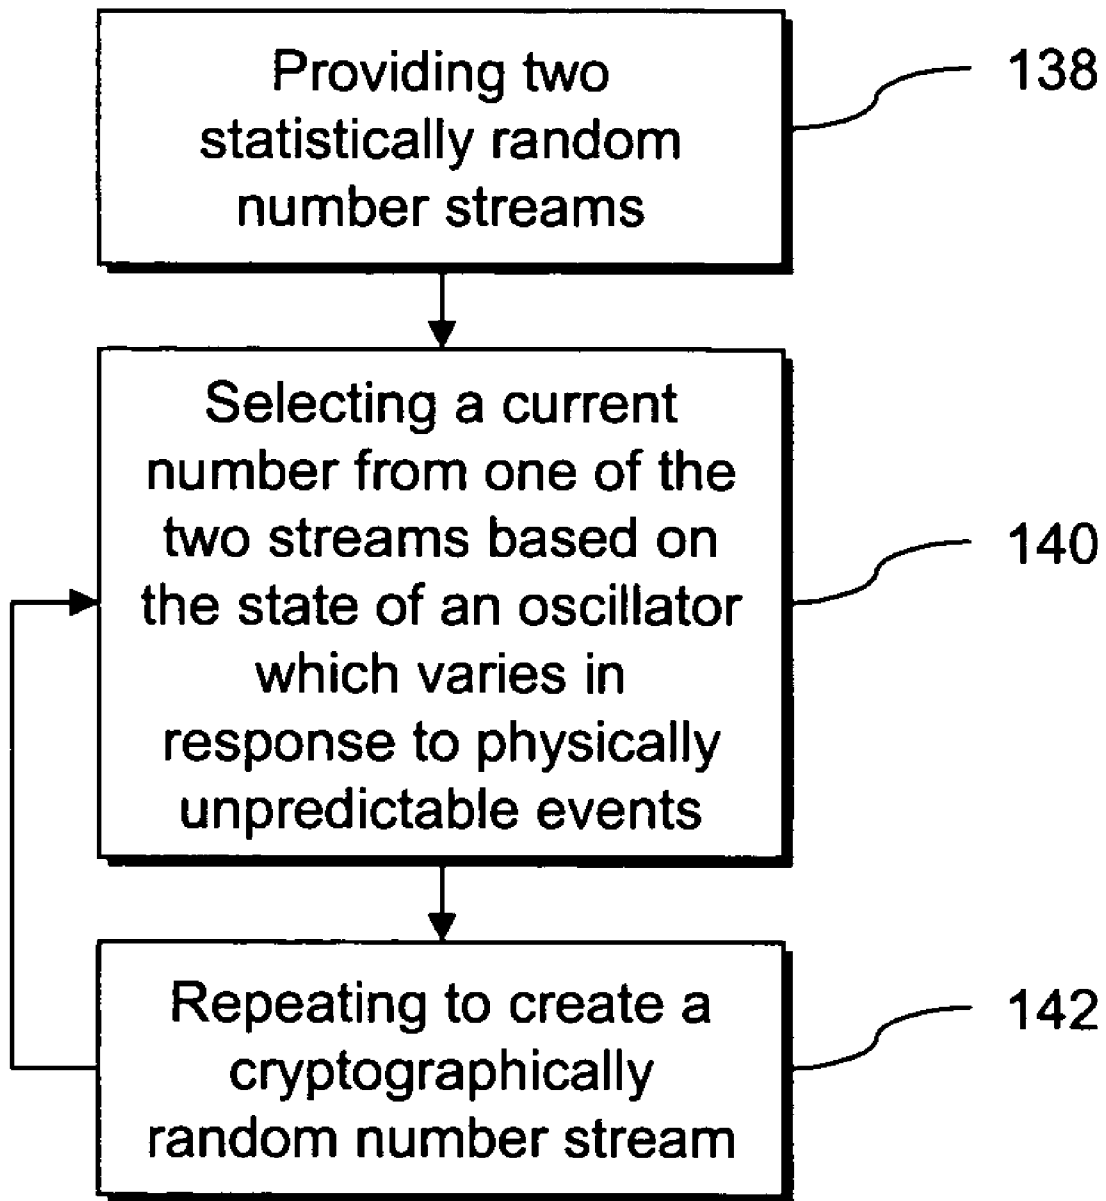 Providing two
statistically random
number streams
138
Selecting a current
number from one of the
two streams based on
the state of an oscillator
which varies in
response to physically
unpredictable events
140
Repeating to create a
cryptographically
random number stream
142